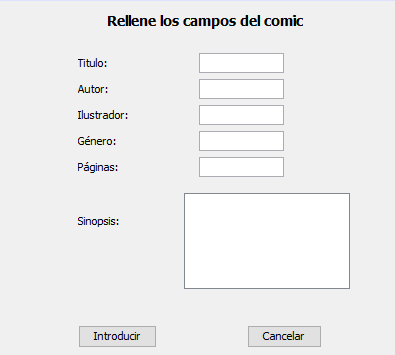 Rellene los campos del comic
Titulo:
Autor:
Ilustrador:
Género:
Páginas:
Sinopsis:
Introducir
Cancelar